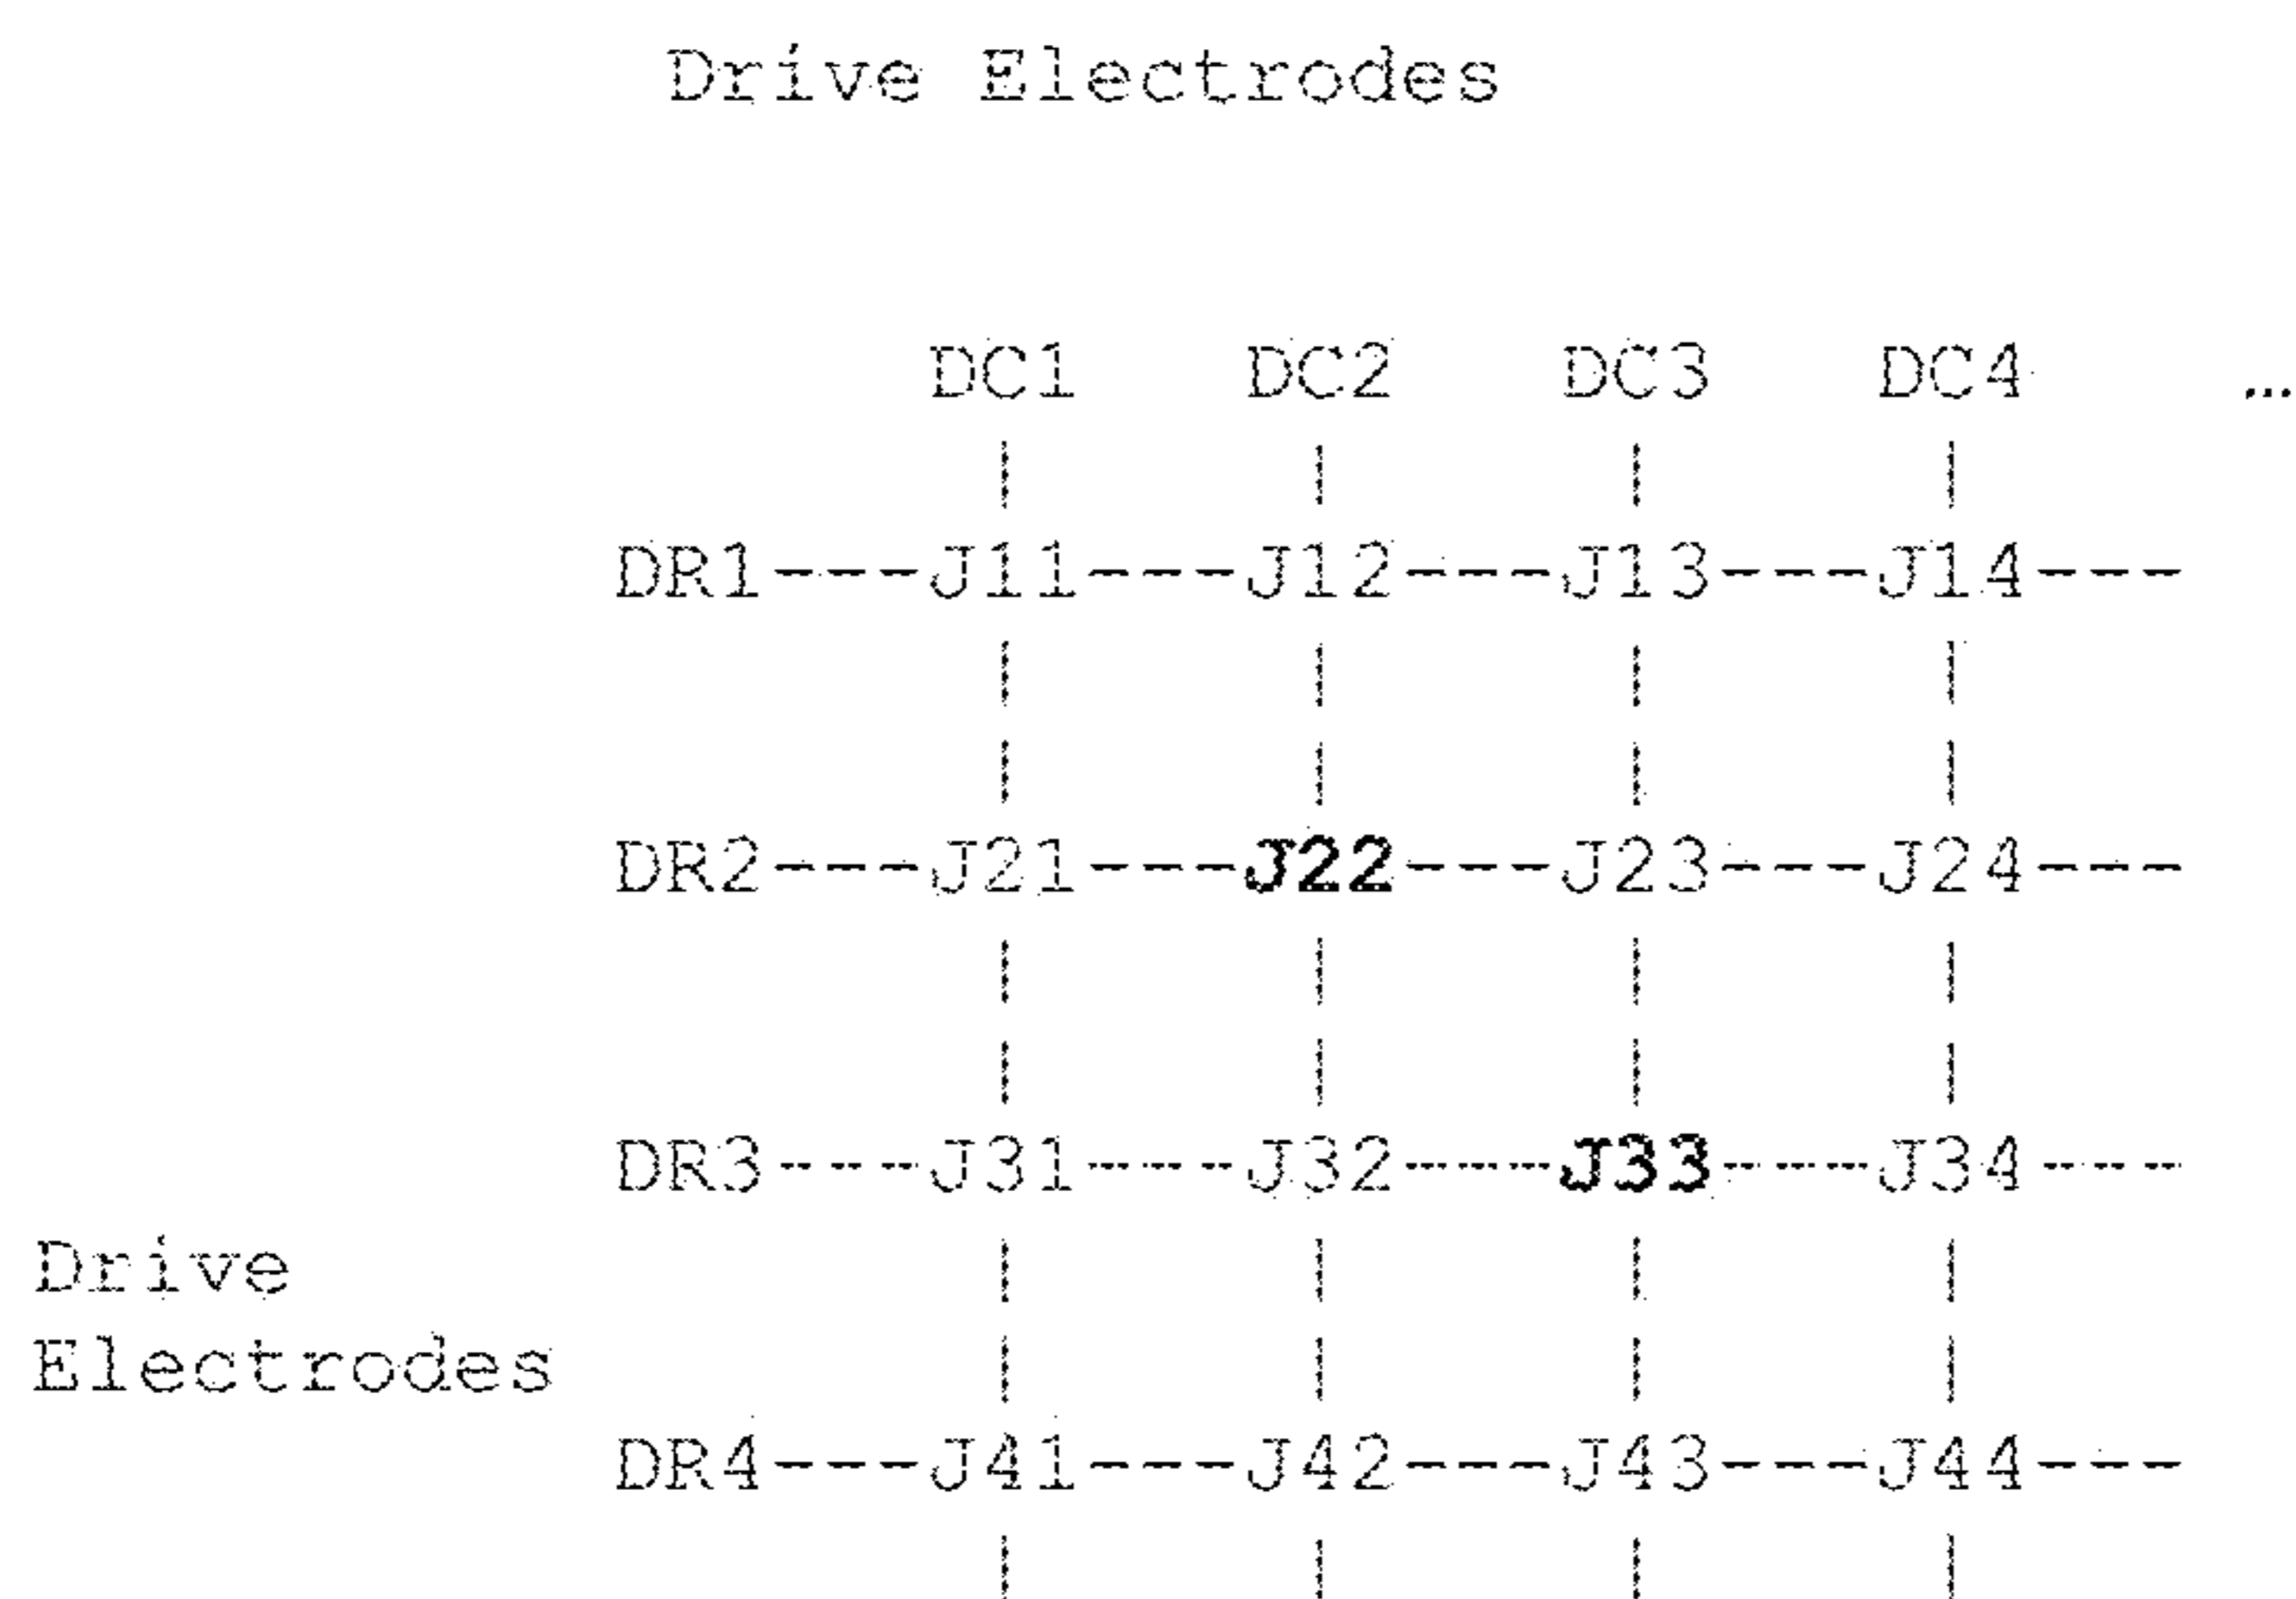 Drive Electrodes
DC1 DC2 DC3 DC4 …
| | | |
DR1---J11---J12---J13---J14---
| | | |
| | | |
DR2---J21---J22---J23---J24---
| | | |
| | | |
DR3---J31---J32---J33---J34---
Drive | | | |
Electrodes | | | |
DR4---J41---J42---J43---J44---
| | | |